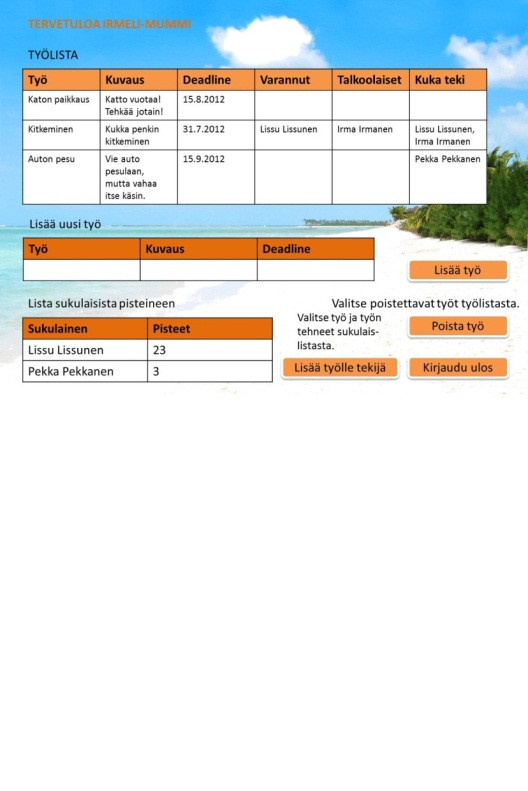 TERVETULOA IRMELI-MUMMI
TYÖLISTA
Työ Kuvaus Deadline Varannut Talkoolaiset Kuka teki
Katon paikkaus Katto vuotaa! 15.8.2012
Tehkää jotain!
Kitkeminen Kukka penkin 31.7.2012 Lissu Lissunen Irma Irmanen Lissu Lissunen,
kitkeminen Irma Irmanen
Auton pesu Vie auto 15.9.2012 Pekka Pekkanen
pesulaan,
mutta vahaa
itse käsin.
Lisää uusi työ
Työ Kuvaus Deadline
Lisää työ
Lista sukulaisista pisteineen
Sukulainen Pisteet
Lissu Lissunen 23
Pekka Pekkanen 3
Valitse poistettavat työt työlistasta.
Valitse työ ja työn
tehneet sukulais-
listasta.
Poista työ
Lisää työlle tekijä
Kirjaudu ulos